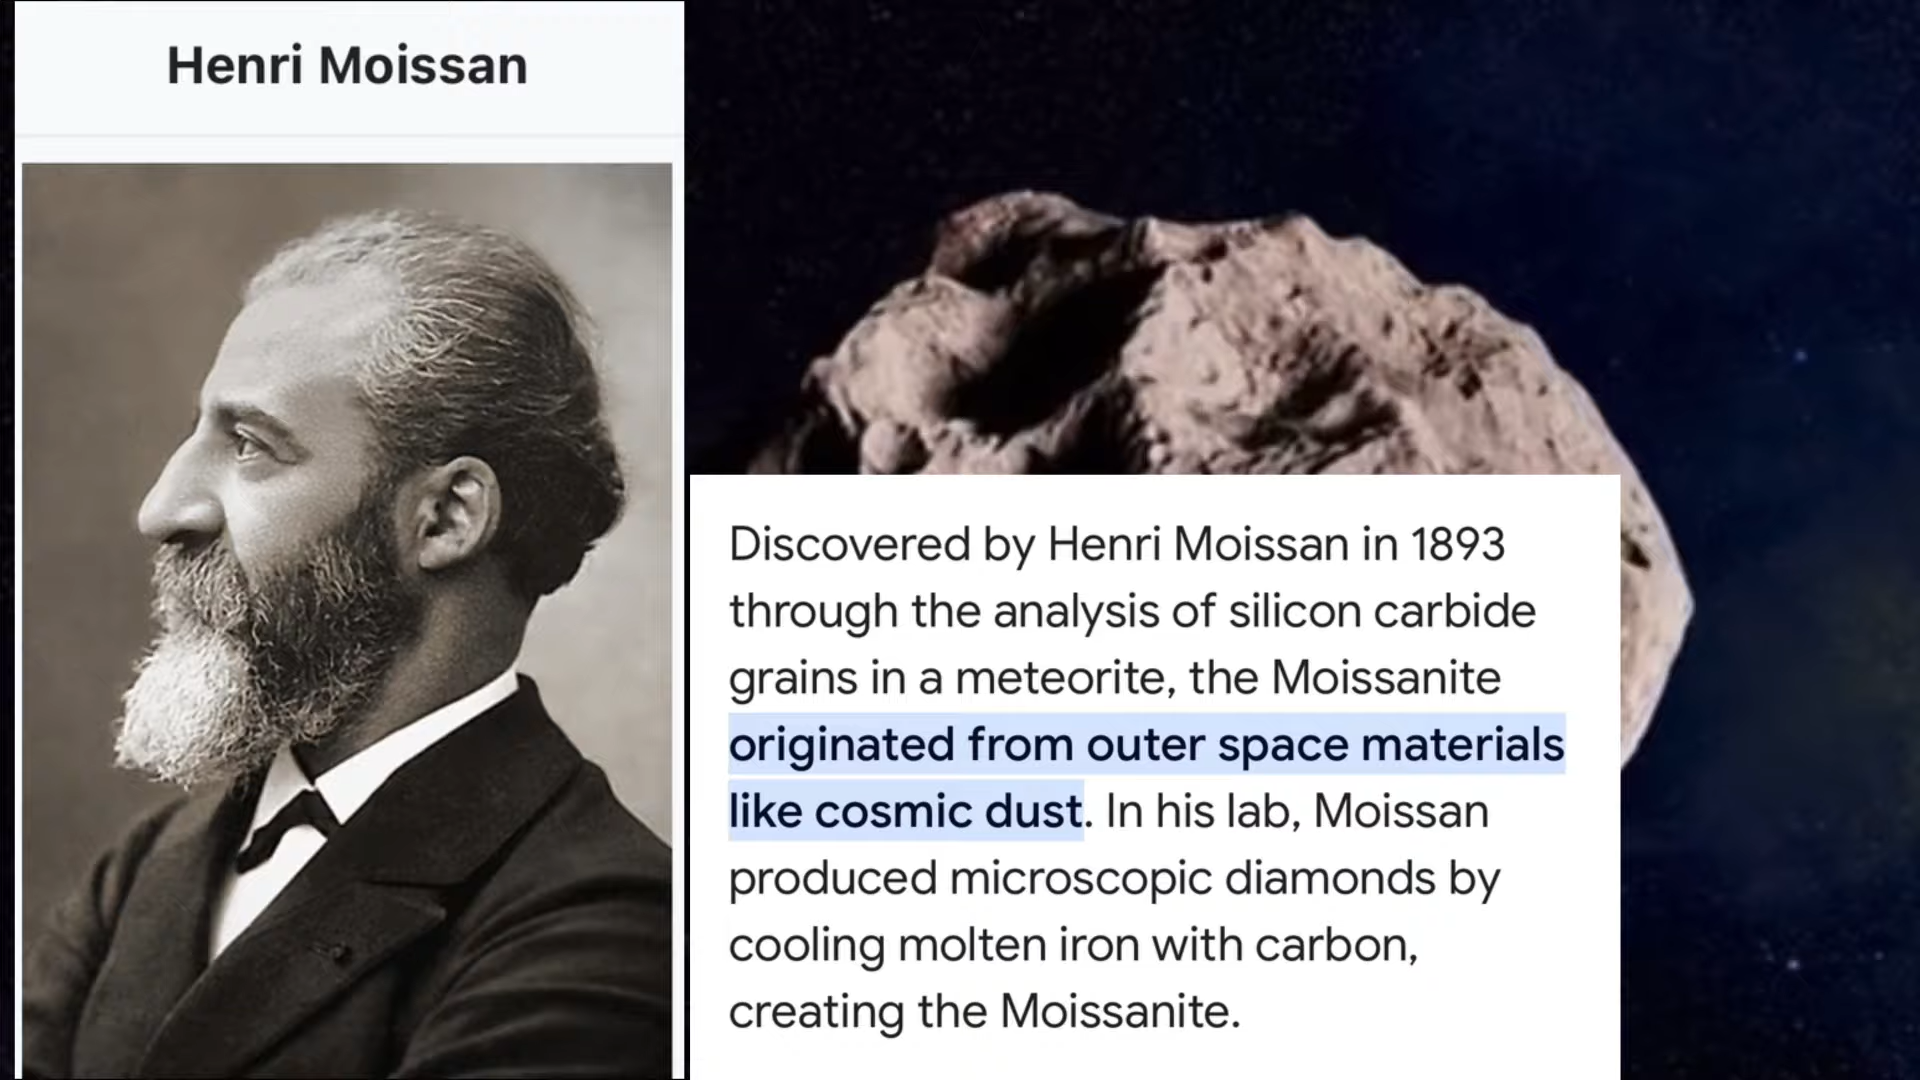 Henri Moissan
Discovered by Henri Moissan in 1893
through the analysis of silicon carbide
grains in a meteorite, the Moissanite
originated from outer space materials
like cosmic dust. In his lab, Moissan
produced microscopic diamonds by
cooling molten iron with carbon,
creating the Moissanite.